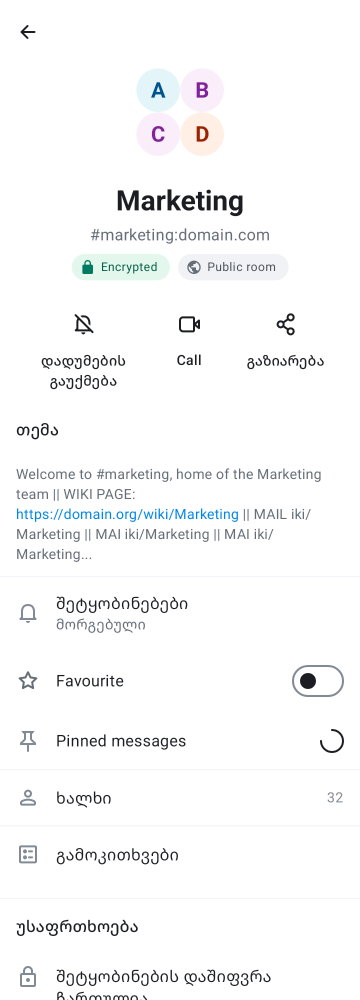 A B
C D
Marketing
#marketing:domain.com
Encrypted Public room
დადუმების
გაუქმება
Call
გაზიარება
თემა
Welcome to #marketing, home of the Marketing
team || WIKI PAGE:
https://domain.org/wiki/Marketing || MAIL iki/
Marketing || MAI iki/Marketing || MAI iki/
Marketing...
შეტყობინებები
მორგებული
Favourite
Pinned messages
ხალხი 32
გამოკითხვები
უსაფრთხოება
შეტყობინების დაშიფვრა
ჩართულია